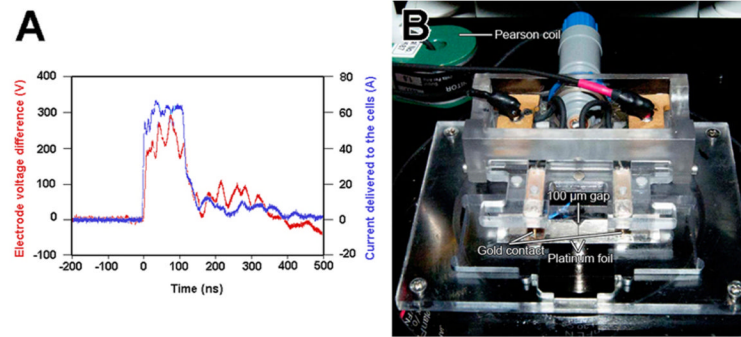 A
Electrode voltage difference (V)
400
300
200
100
0
-100
80
60
40
20
0
-20
Current delivered to the cells (A)
-200
-100
0
100
200
300
400
500
Time (ns)
B
Pearson coil
100 µm gap
Gold contact
Platinum foil